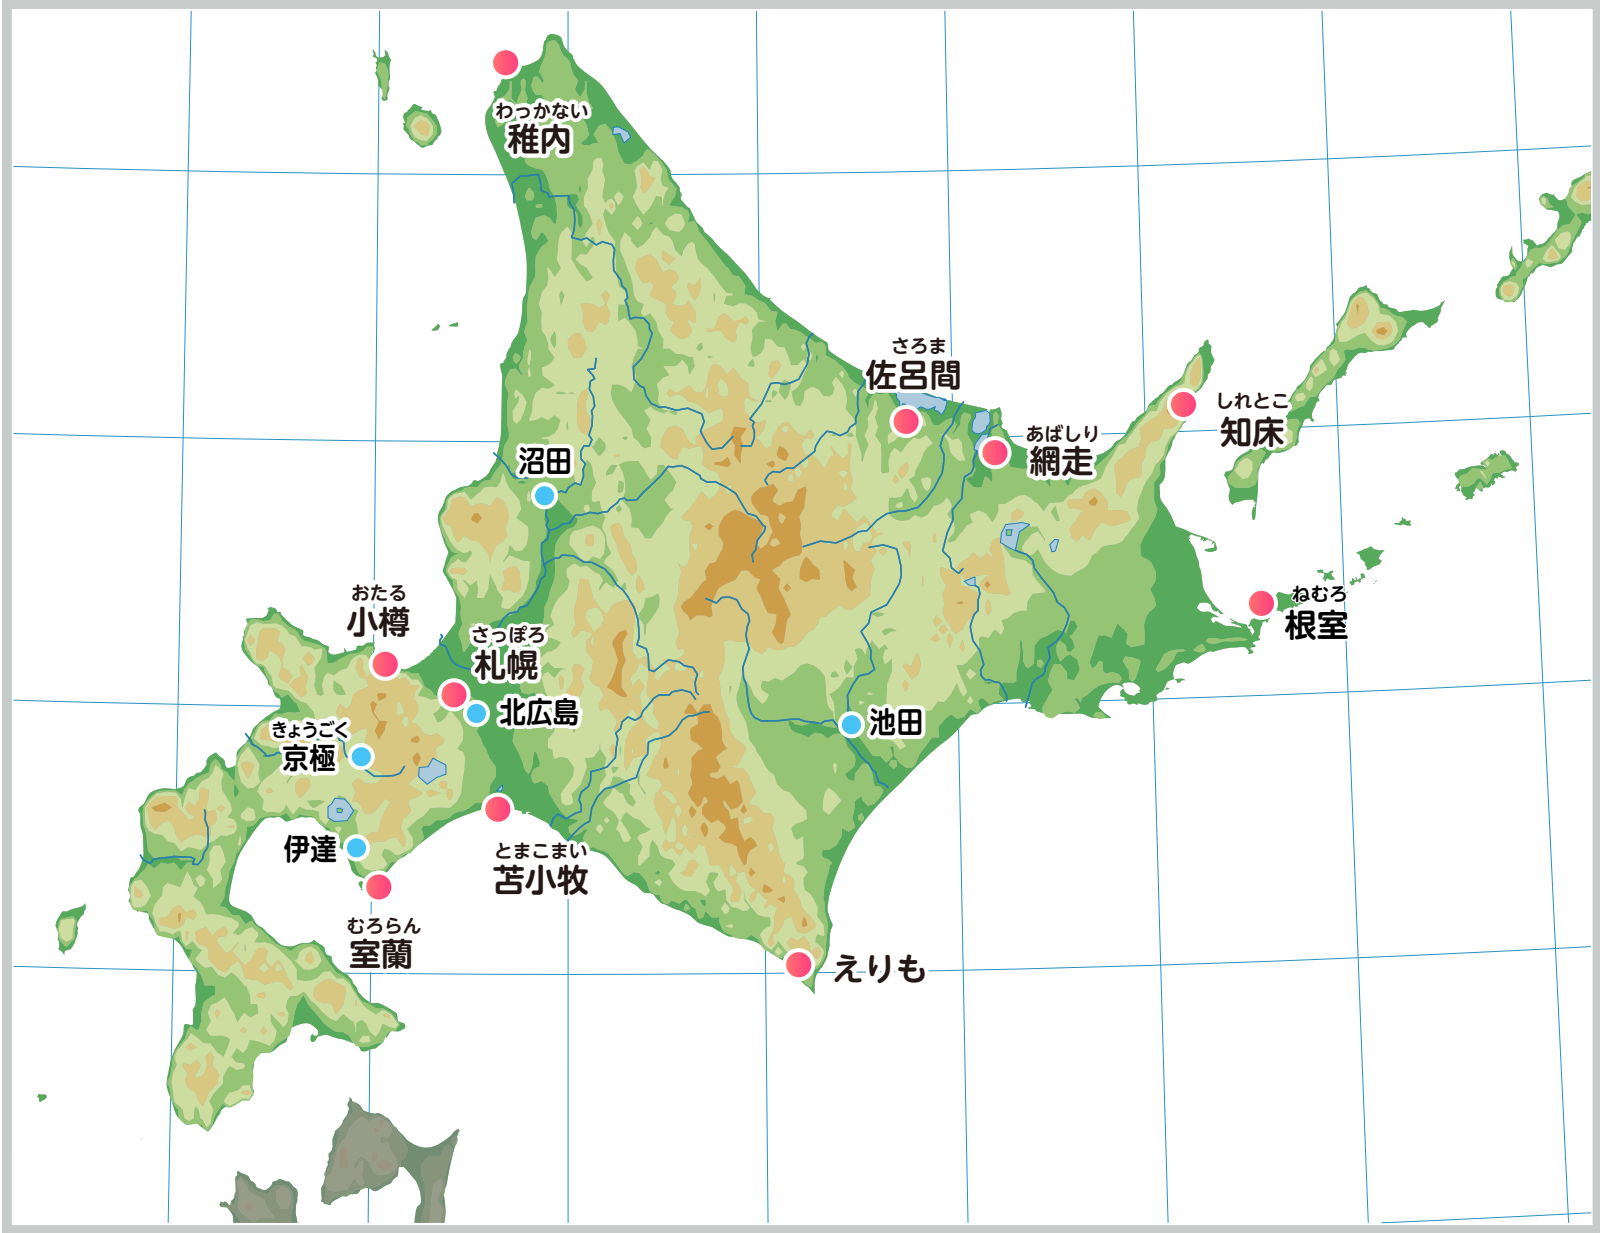 わっかない
稚内
さろま
佐呂間
しれとこ
知床
あばしり
網走
沼田
おたる
小樽
ねむろ
根室
さっぽろ
札幌
北広島
池田
きょうごく
京極
伊達
とまこまい
苫小牧
むろらん
室蘭
えりも